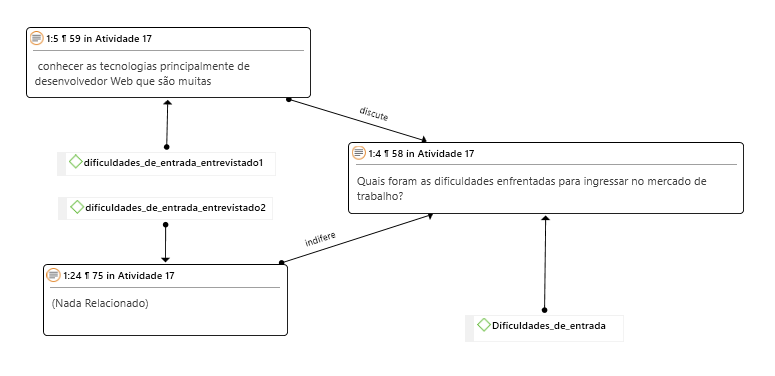 1:5 ¶ 59 in Atividade 17
conhecer as tecnologias principalmente de
desenvolvedor Web que são muitas
discute
dificuldades_de_entrada_entrevistado1
1:4 ¶ 58 in Atividade 17
Quais foram as dificuldades enfrentadas para ingressar no mercado de
trabalho?
dificuldades_de_entrada_entrevistado2
indifere
1:24 ¶ 75 in Atividade 17
(Nada Relacionado)
Dificuldades_de_entrada